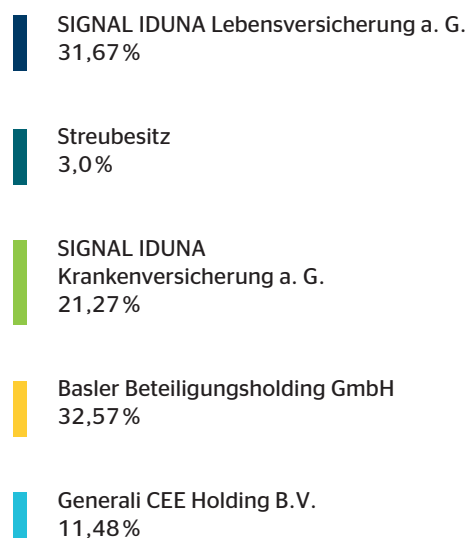 SIGNAL IDUNA Lebensversicherung a. G.
31,67 %
Streubesitz
3,0 %
SIGNAL IDUNA
Krankenversicherung a. G.
21,27 %
Basler Beteiligungsholding GmbH
32,57 %
Generali CEE Holding B.V.
11,48 %